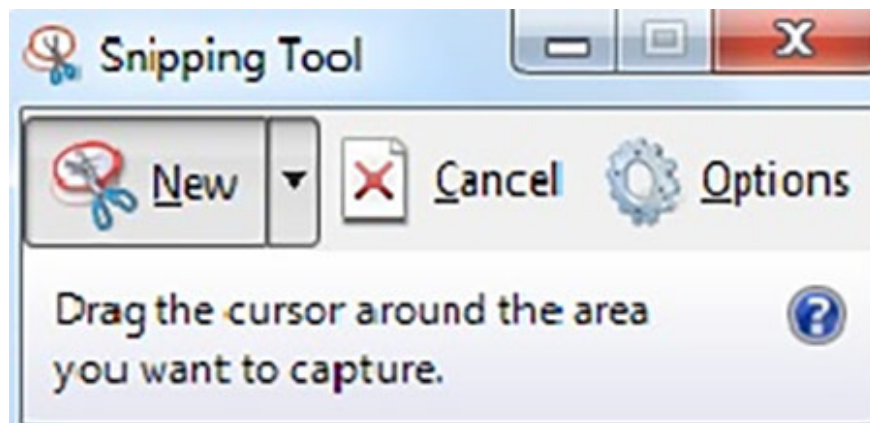 Snipping Tool
New Cancel Options
Drag the cursor around the area
you want to capture.